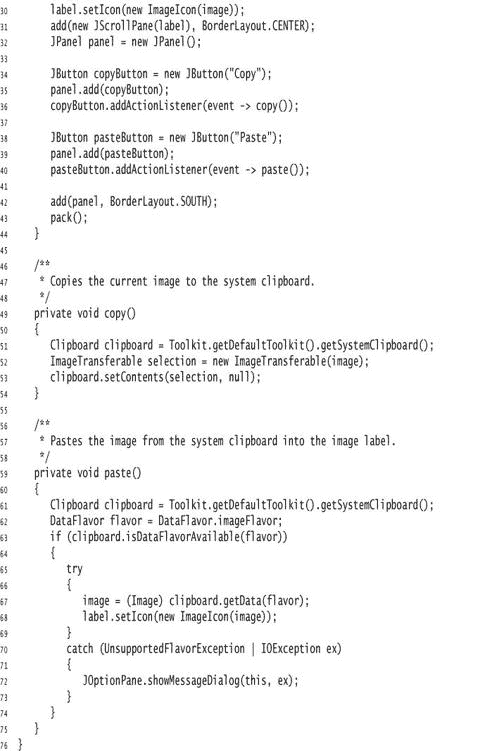 30 label.setIcon(new ImageIcon(image));
31 add(new JScrollPane(label), BorderLayout.CENTER);
32 JPanel panel = new JPanel();
33
34 JButton copyButton = new JButton("Copy");
35 panel.add(copyButton);
36 copyButton.addActionListener(event -> copy());
37
38 JButton pasteButton = new JButton("Paste");
39 panel.add(pasteButton);
40 pasteButton.addActionListener(event -> paste());
41
42 add(panel, BorderLayout.SOUTH);
43 pack();
44 }
45
46 /**
47 * Copies the current image to the system clipboard.
48 */
49 private void copy()
50 {
51 Clipboard clipboard = Toolkit.getDefaultToolkit().getSystemClipboard();
52 ImageTransferable selection = new ImageTransferable(image);
53 clipboard.setContents(selection, null);
54 }
55
56 /**
57 * Pastes the image from the system clipboard into the image label.
58 */
59 private void paste()
60 {
61 Clipboard clipboard = Toolkit.getDefaultToolkit().getSystemClipboard();
62 DataFlavor flavor = DataFlavor.imageFlavor;
63 if (clipboard.isDataFlavorAvailable(flavor))
64 {
65 try
66 {
67 image = (Image) clipboard.getData(flavor);
68 label.setIcon(new ImageIcon(image));
69 }
70 catch (UnsupportedFlavorException | IOException ex)
71 {
72 JOptionPane.showMessageDialog(this, ex);
73 }
74 }
75 }
76 }